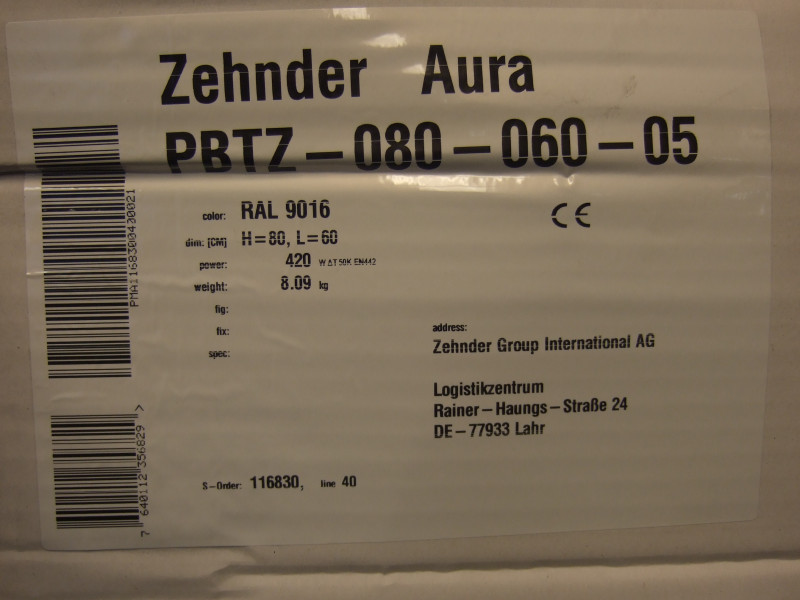 Zehnder Aura
PBTZ-080-060-05
PMA11683000400021
color: RAL 9016
CE
dim: [CM] H=80, L=60
power: 420 W ΔT 50K EN442
weight: 8.09 kg
fig:
fix:
spec:
address:
Zehnder Group International AG
Logistikzentrum
Rainer-Haungs-Straße 24
DE-77933 Lahr
7 640112 356829 >
S-Order: 116830, line 40